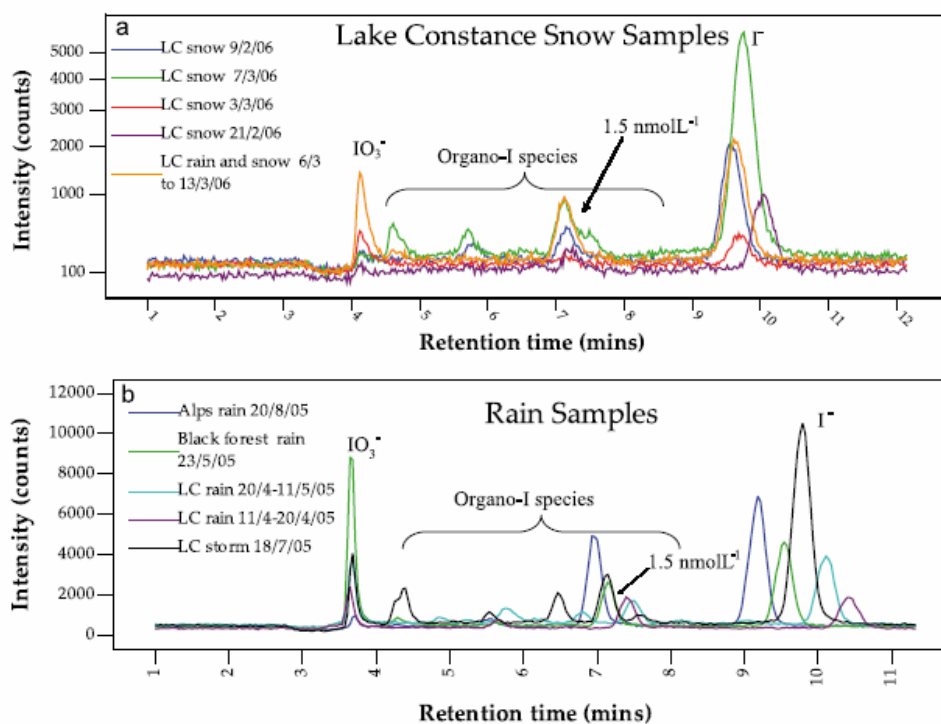 a
Lake Constance Snow Samples
I⁻
5000
4000
3000
2000
1000
100
Intensity (counts)
LC snow 9/2/06
LC snow 7/3/06
LC snow 3/3/06
LC snow 21/2/06
LC rain and snow 6/3
to 13/3/06
IO₃⁻
Organo-I species
1.5 nmolL⁻¹
1 2 3 4 5 6 7 8 9 10 11 12
Retention time (mins)
b
Rain Samples
12000
10000
8000
6000
4000
2000
0
Intensity (counts)
Alps rain 20/8/05
Black forest rain
23/5/05
LC rain 20/4-11/5/05
LC rain 11/4-20/4/05
LC storm 18/7/05
IO₃⁻
Organo-I species
1.5 nmolL⁻¹
I⁻
1 2 3 4 5 6 7 8 9 10 11
Retention time (mins)